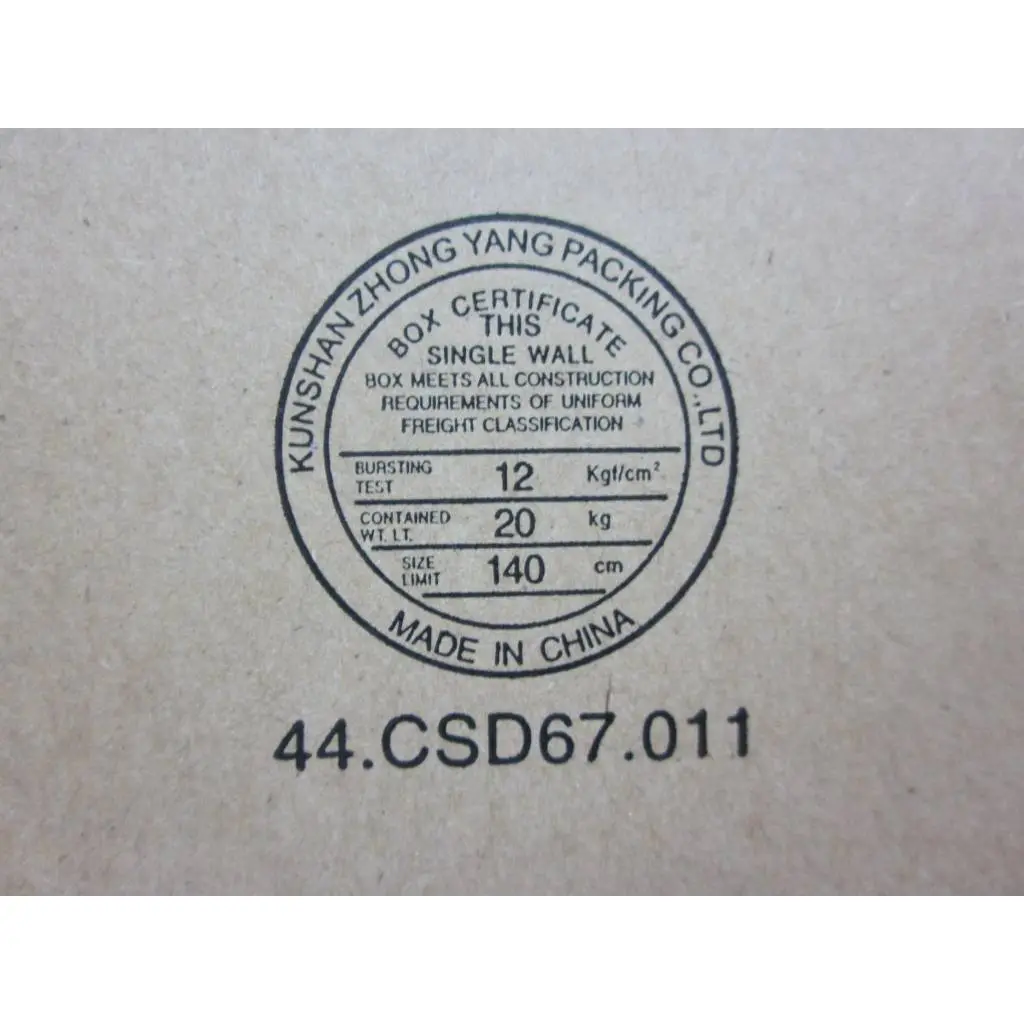 KUNSHAN ZHONG YANG PACKING CO.,LTD
BOX CERTIFICATE
THIS
SINGLE WALL
BOX MEETS ALL CONSTRUCTION
REQUIREMENTS OF UNIFORM
FREIGHT CLASSIFICATION
BURSTING TEST 12 Kgf/cm²
CONTAINED WT. LT. 20 kg
SIZE LIMIT 140 cm
MADE IN CHINA
44.CSD67.011